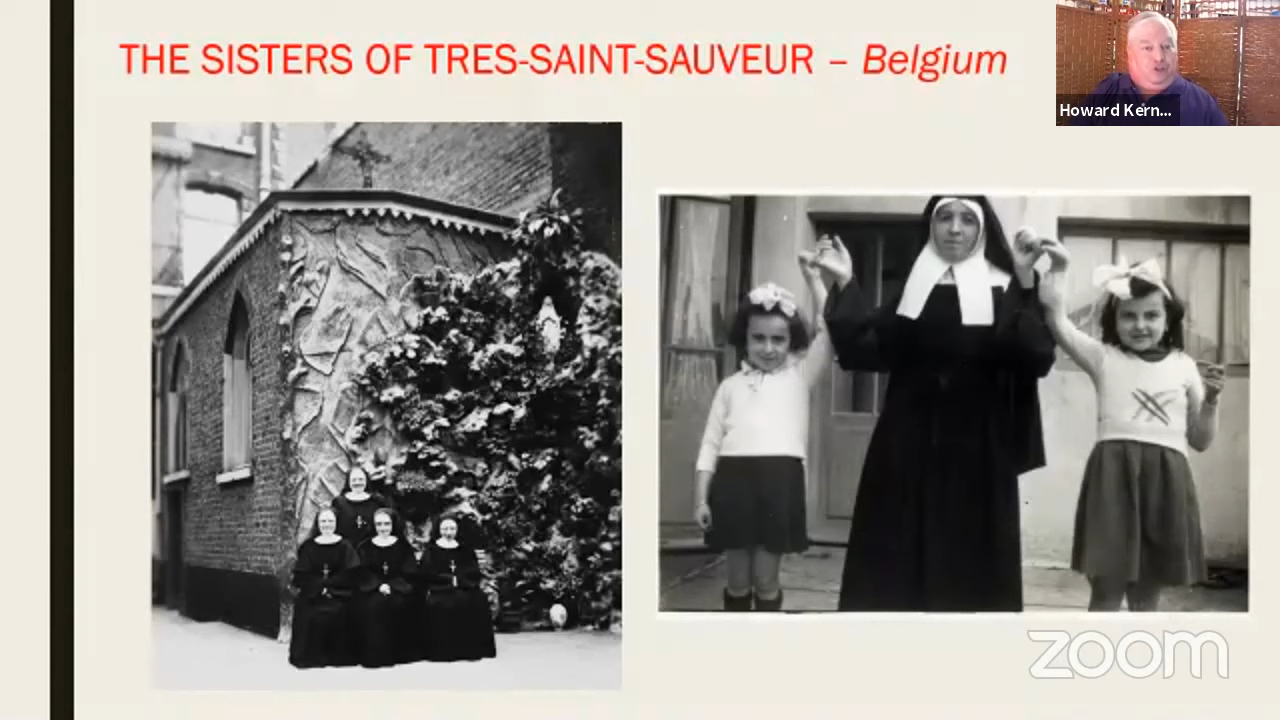 THE SISTERS OF TRES-SAINT-SAUVEUR – Belgium
Howard Kern...
zoom